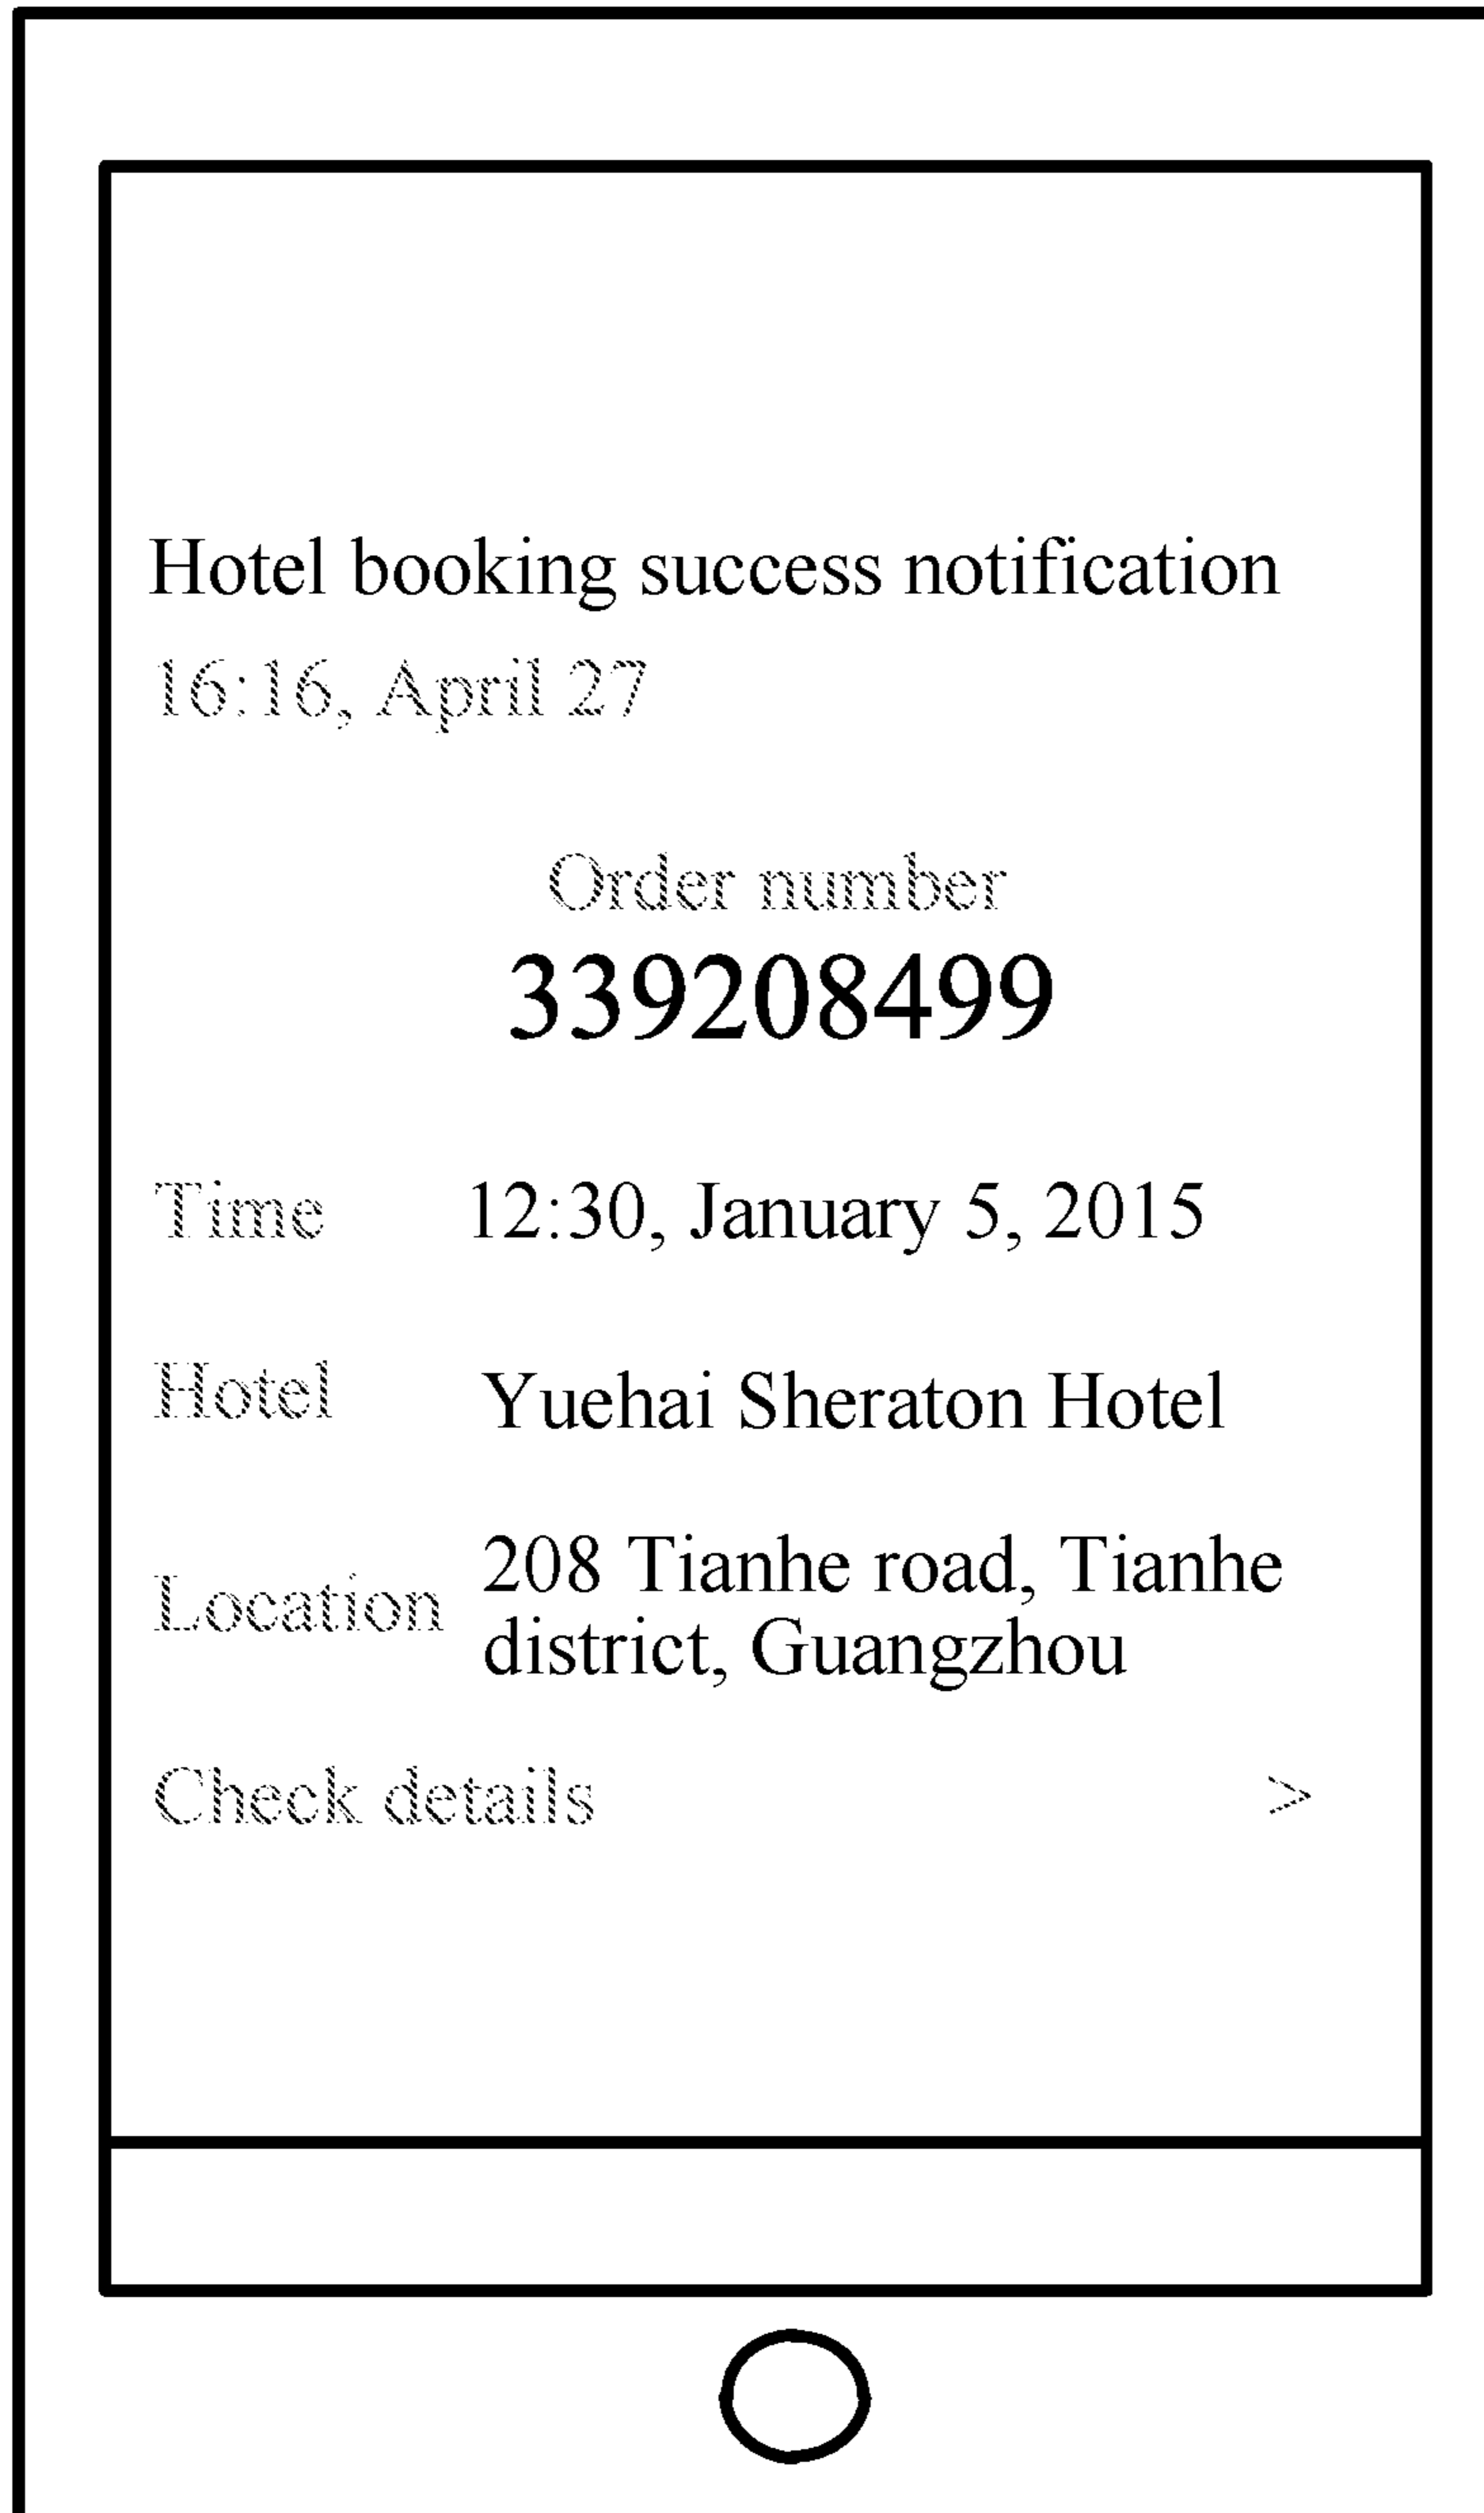 Hotel booking success notification
16:16, April 27
Order number
339208499
Time 12:30, January 5, 2015
Hotel Yuehai Sheraton Hotel
Location 208 Tianhe road, Tianhe
district, Guangzhou
Check details >